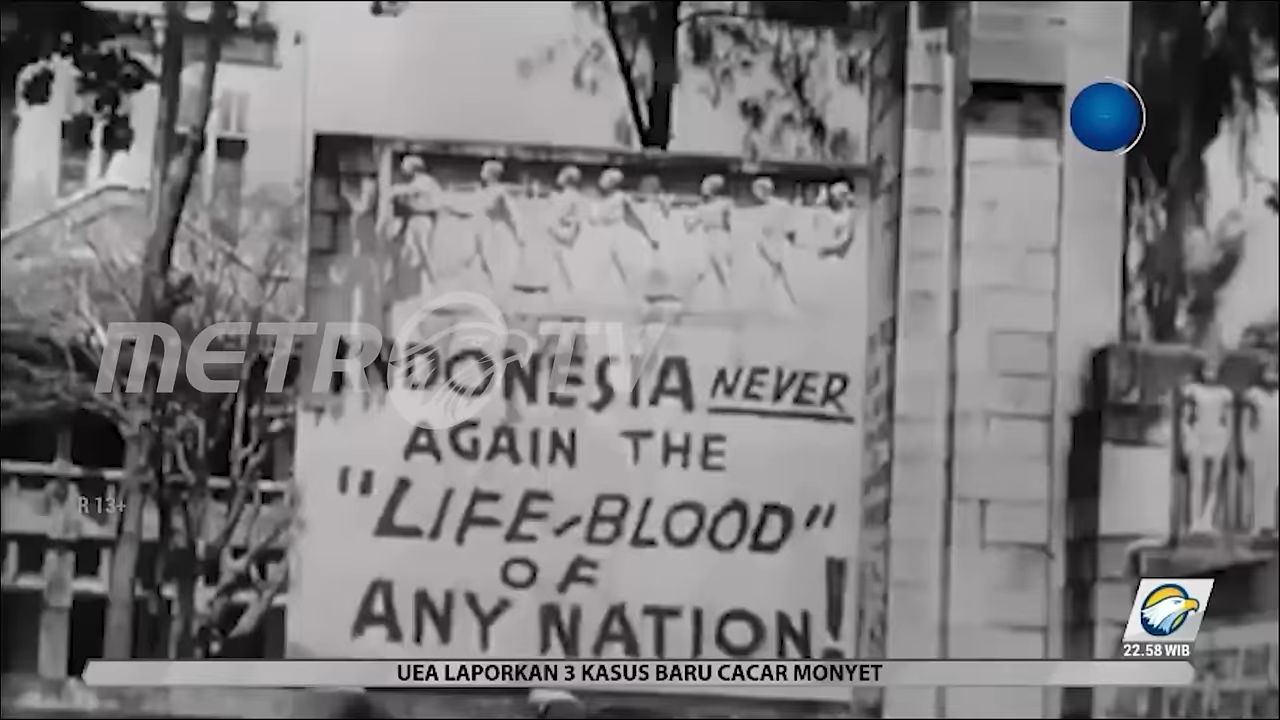 METRO TV
INDONESIA NEVER
AGAIN THE
"LIFE-BLOOD"
OF
ANY NATION!
R 13+
22.58 WIB
UEA LAPORKAN 3 KASUS BARU CACAR MONYET